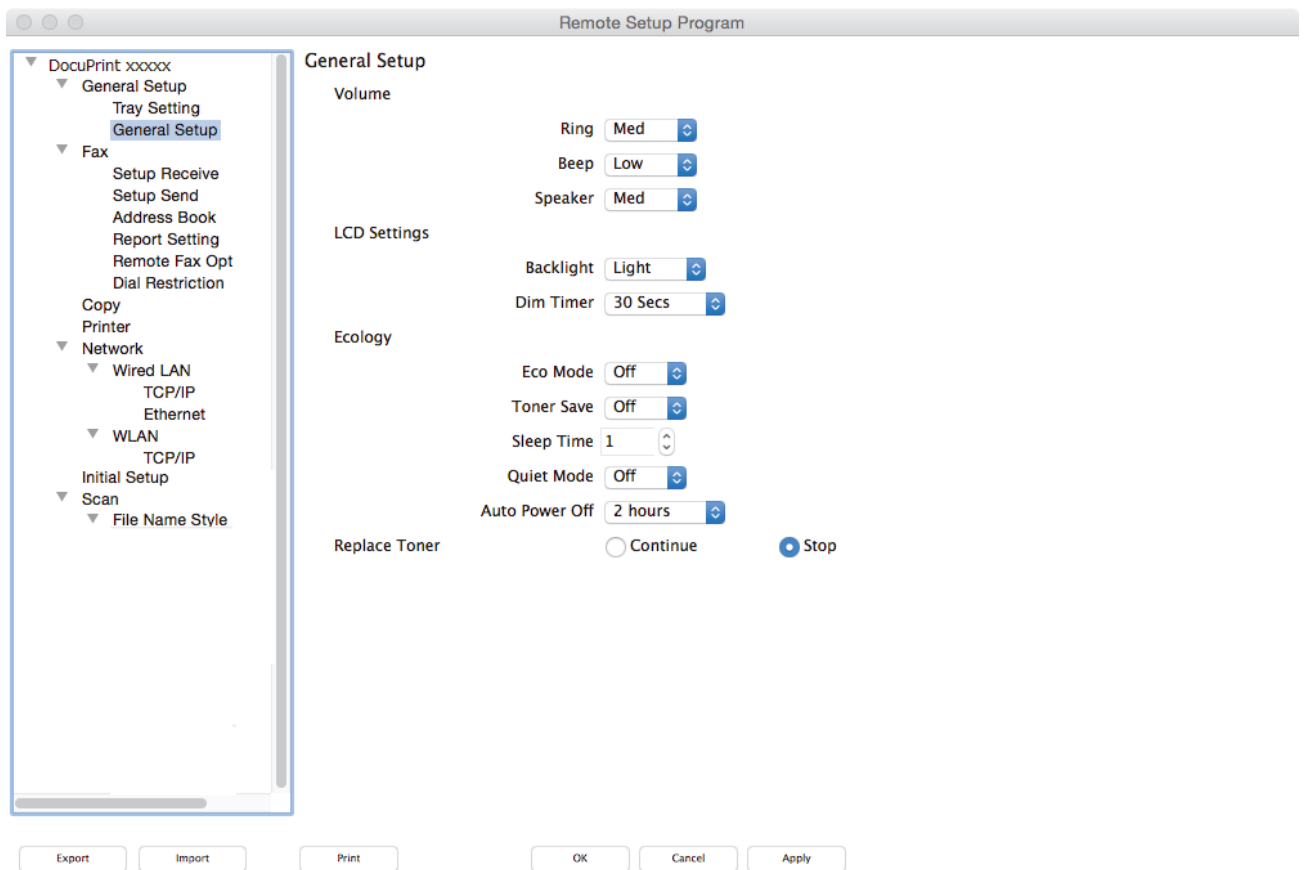 Remote Setup Program
DocuPrint xxxxx
General Setup
Tray Setting
General Setup
Fax
Setup Receive
Setup Send
Address Book
Report Setting
Remote Fax Opt
Dial Restriction
Copy
Printer
Network
Wired LAN
TCP/IP
Ethernet
WLAN
TCP/IP
Initial Setup
Scan
File Name Style
General Setup
Volume
Ring Med
Beep Low
Speaker Med
LCD Settings
Backlight Light
Dim Timer 30 Secs
Ecology
Eco Mode Off
Toner Save Off
Sleep Time 1
Quiet Mode Off
Auto Power Off 2 hours
Replace Toner Continue Stop
Export Import Print OK Cancel Apply